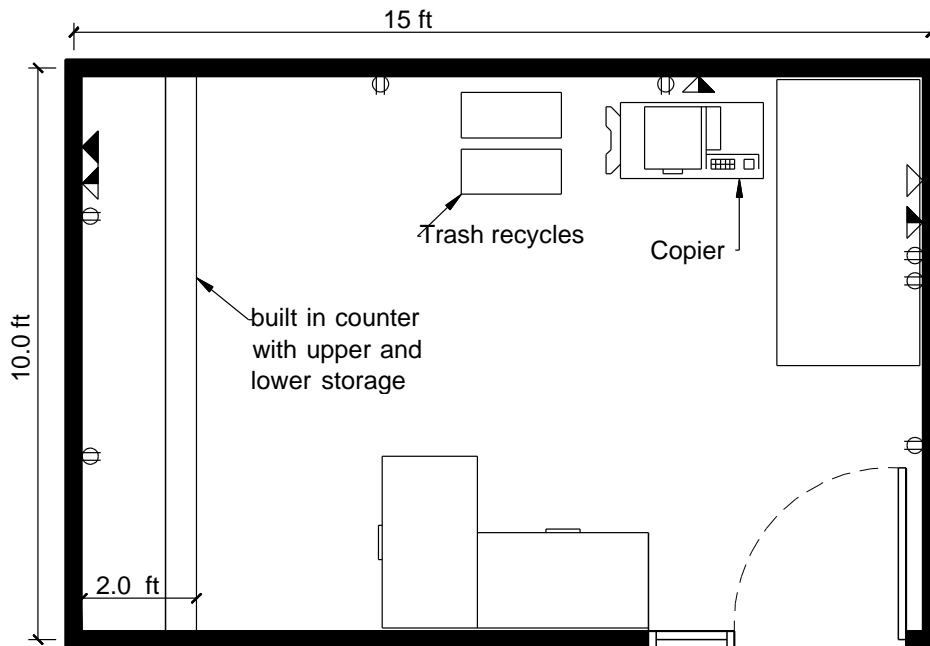 15 ft
10.0 ft
Trash recycles
Copier
built in counter
with upper and
lower storage
2.0 ft